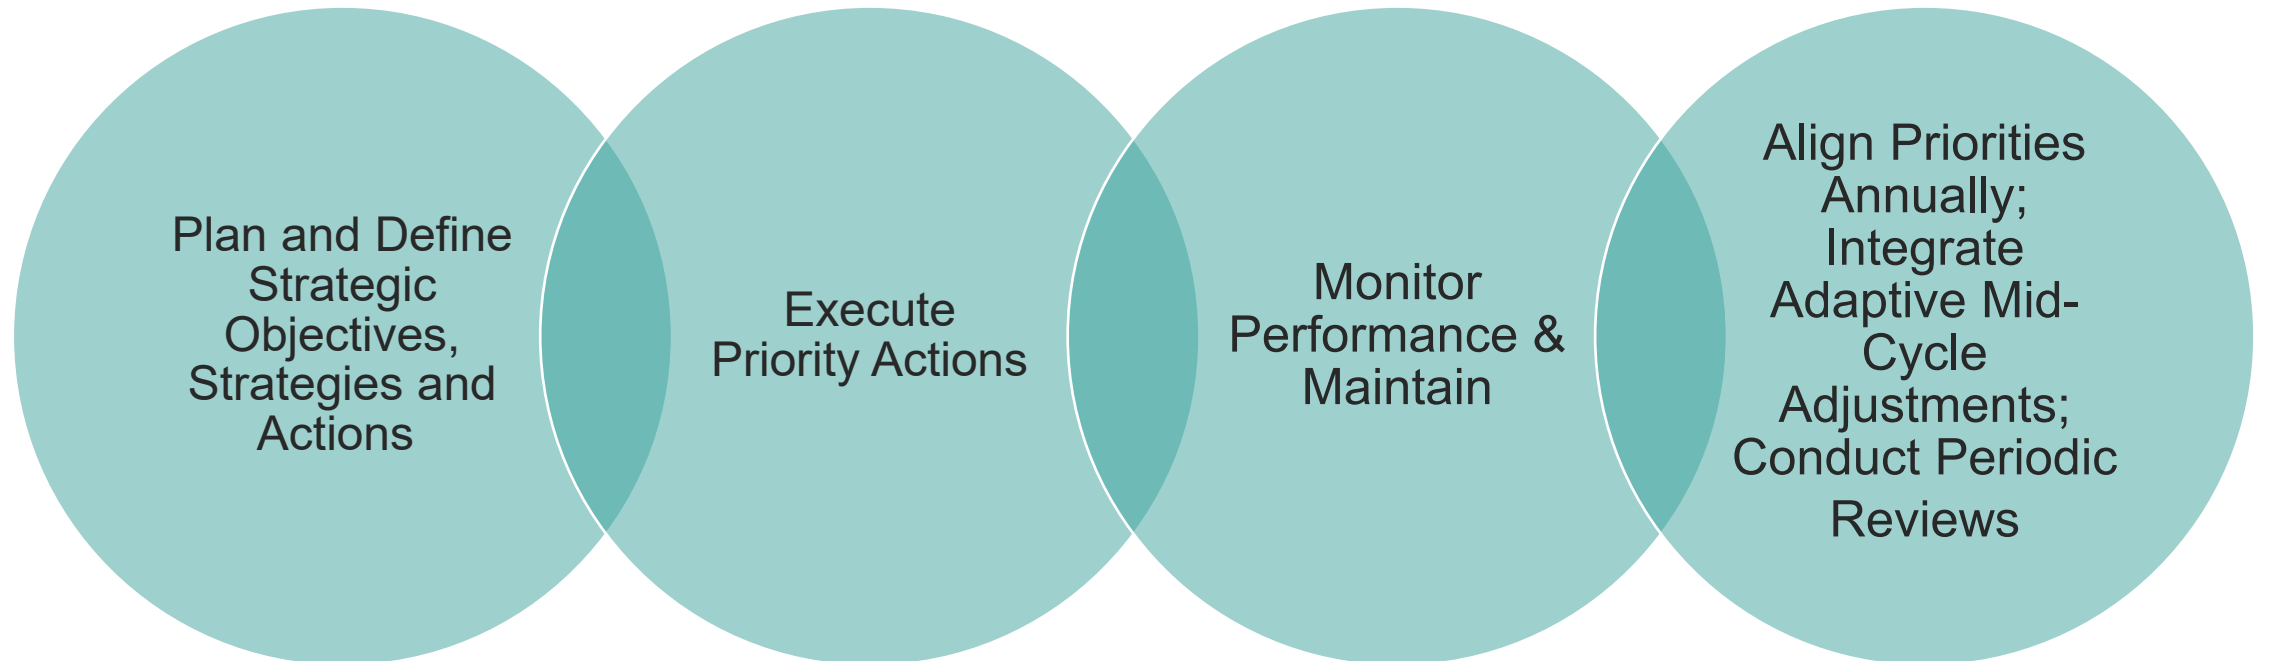 Plan and Define
Strategic
Objectives,
Strategies and
Actions
Execute
Priority Actions
Monitor
Performance &
Maintain
Align Priorities
Annually;
Integrate
Adaptive Mid-
Cycle
Adjustments;
Conduct Periodic
Reviews